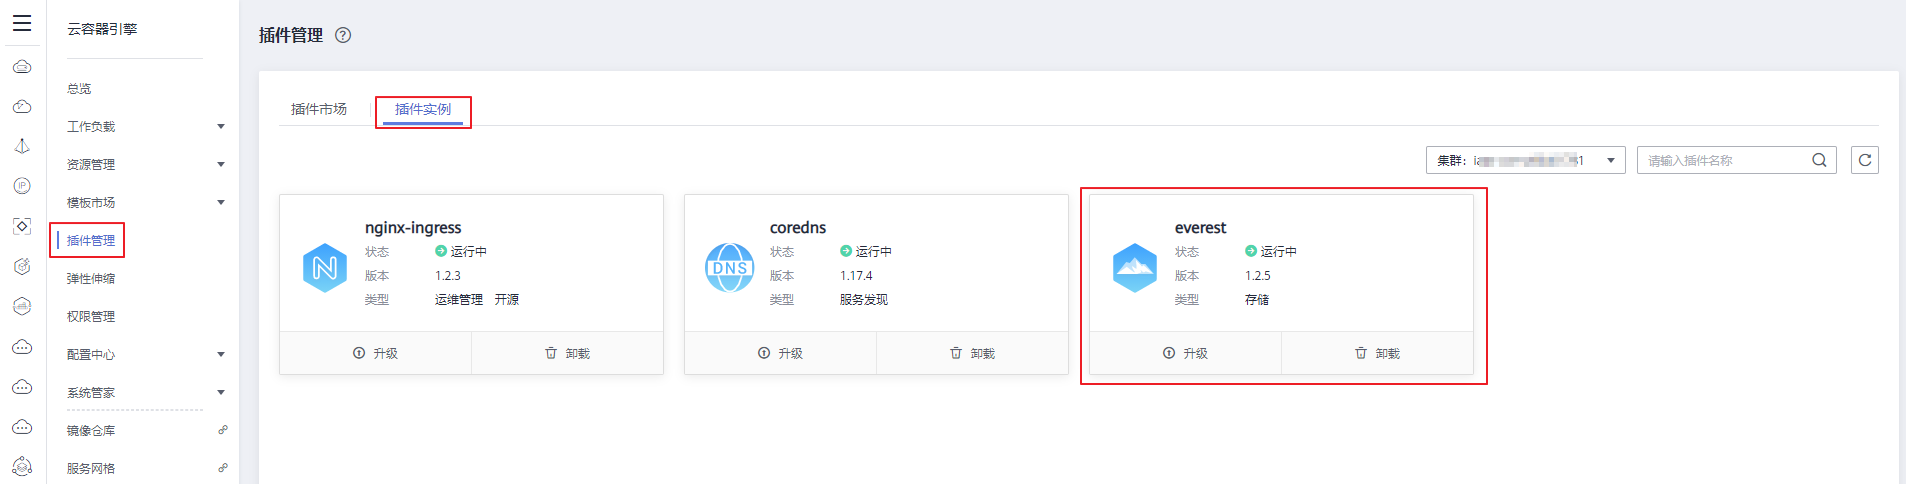 云容器引擎
总览
工作负载
资源管理
模板市场
插件管理
弹性伸缩
权限管理
配置中心
系统管家
镜像仓库
服务网格
IP
插件管理 ?
插件市场 插件实例
集群：
请输入插件名称
nginx-ingress
状态 运行中
版本 1.2.3
类型 运维管理 开源
升级 卸载
DNS
coredns
状态 运行中
版本 1.17.4
类型 服务发现
升级 卸载
everest
状态 运行中
版本 1.2.5
类型 存储
升级 卸载